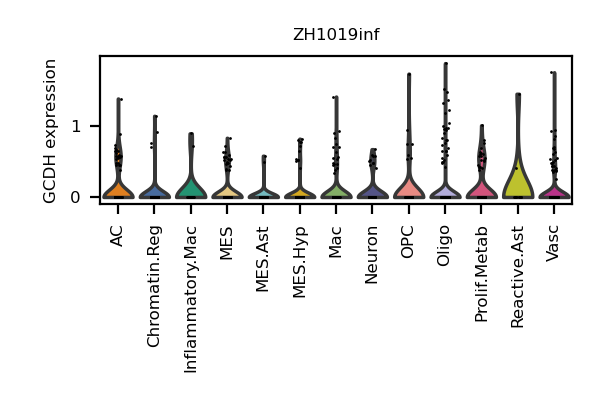 ZH1019inf
GCDH expression
1
0
AC
Chromatin.Reg
Inflammatory.Mac
MES
MES.Ast
MES.Hyp
Mac
Neuron
OPC
Oligo
Prolif.Metab
Reactive.Ast
Vasc